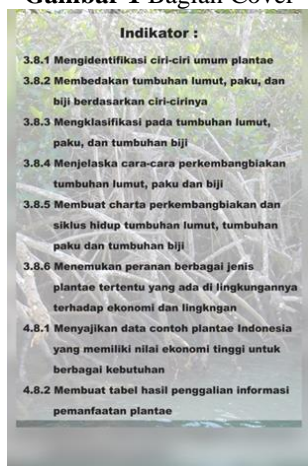 Gambar 1 Bagian Cover
Indikator :
3.8.1 Mengidentifikasi ciri-ciri umum plantae
3.8.2 Membedakan tumbuhan lumut, paku, dan
biji berdasarkan ciri-cirinya
3.8.3 Mengklasifikasi pada tumbuhan lumut,
paku, dan tumbuhan biji
3.8.4 Menjelaska cara-cara perkembangbiakan
tumbuhan lumut, paku dan biji
3.8.5 Membuat charta perkembangbiakan dan
siklus hidup tumbuhan lumut, tumbuhan
paku dan tumbuhan biji
3.8.6 Menemukan peranan berbagai jenis
plantae tertentu yang ada di lingkungannya
terhadap ekonomi dan lingkngan
4.8.1 Menyajikan data contoh plantae Indonesia
yang memiliki nilai ekonomi tinggi untuk
berbagai kebutuhan
4.8.2 Membuat tabel hasil penggalian informasi
pemanfaatan plantae